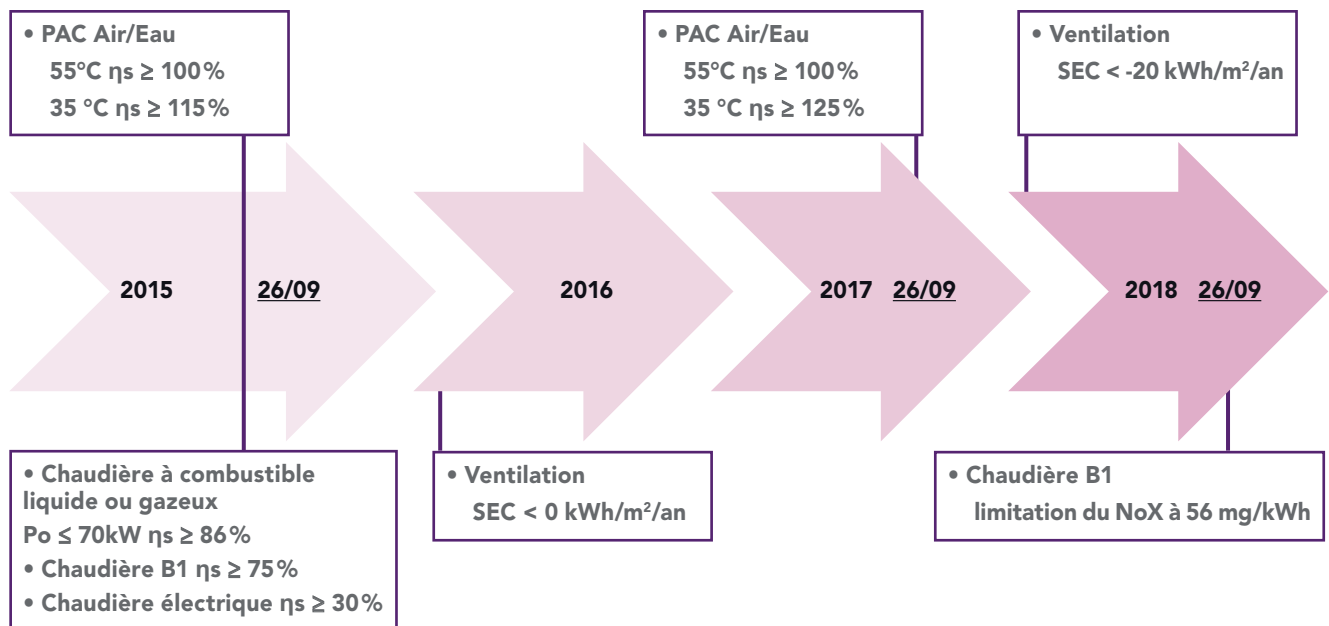 • PAC Air/Eau
55°C ηs ≥ 100%
35 °C ηs ≥ 115%
• PAC Air/Eau
55°C ηs ≥ 100%
35 °C ηs ≥ 125%
• Ventilation
SEC < -20 kWh/m²/an
2015 26/09
2016
2017 26/09
2018 26/09
• Chaudière à combustible
liquide ou gazeux
Po ≤ 70kW ηs ≥ 86%
• Chaudière B1 ηs ≥ 75%
• Chaudière électrique ηs ≥ 30%
• Ventilation
SEC < 0 kWh/m²/an
• Chaudière B1
limitation du NoX à 56 mg/kWh